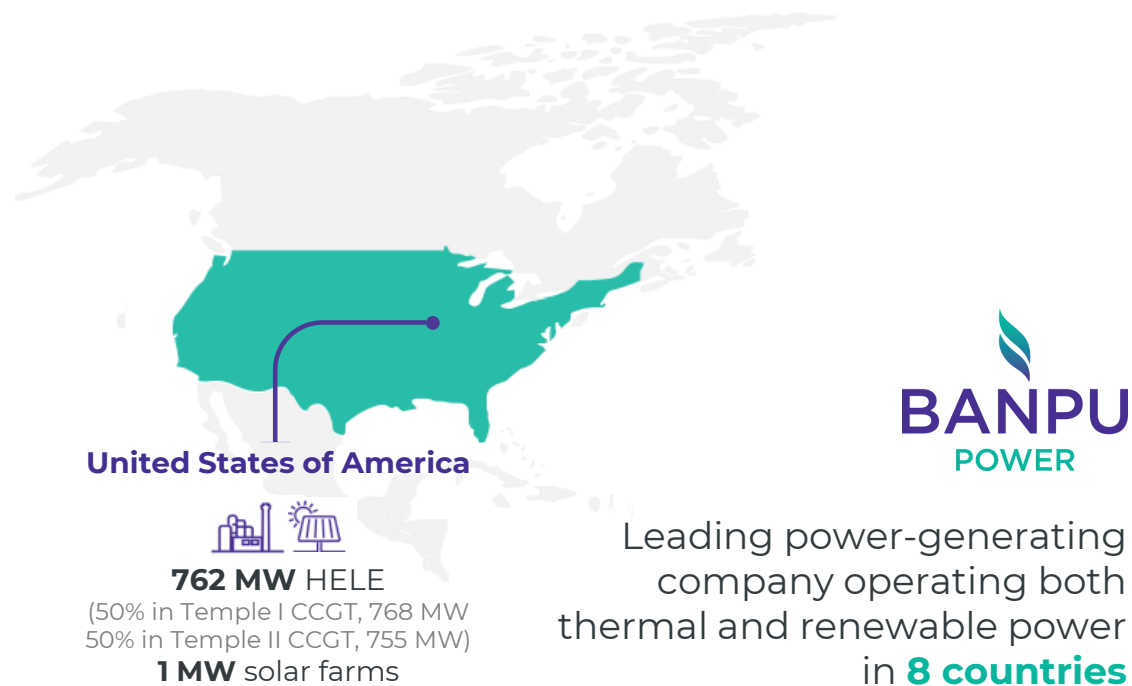 United States of America
762 MW HELE
(50% in Temple I CCGT, 768 MW
50% in Temple II CCGT, 755 MW)
1 MW solar farms
BANPU
POWER
Leading power-generating
company operating both
thermal and renewable power
in 8 countries